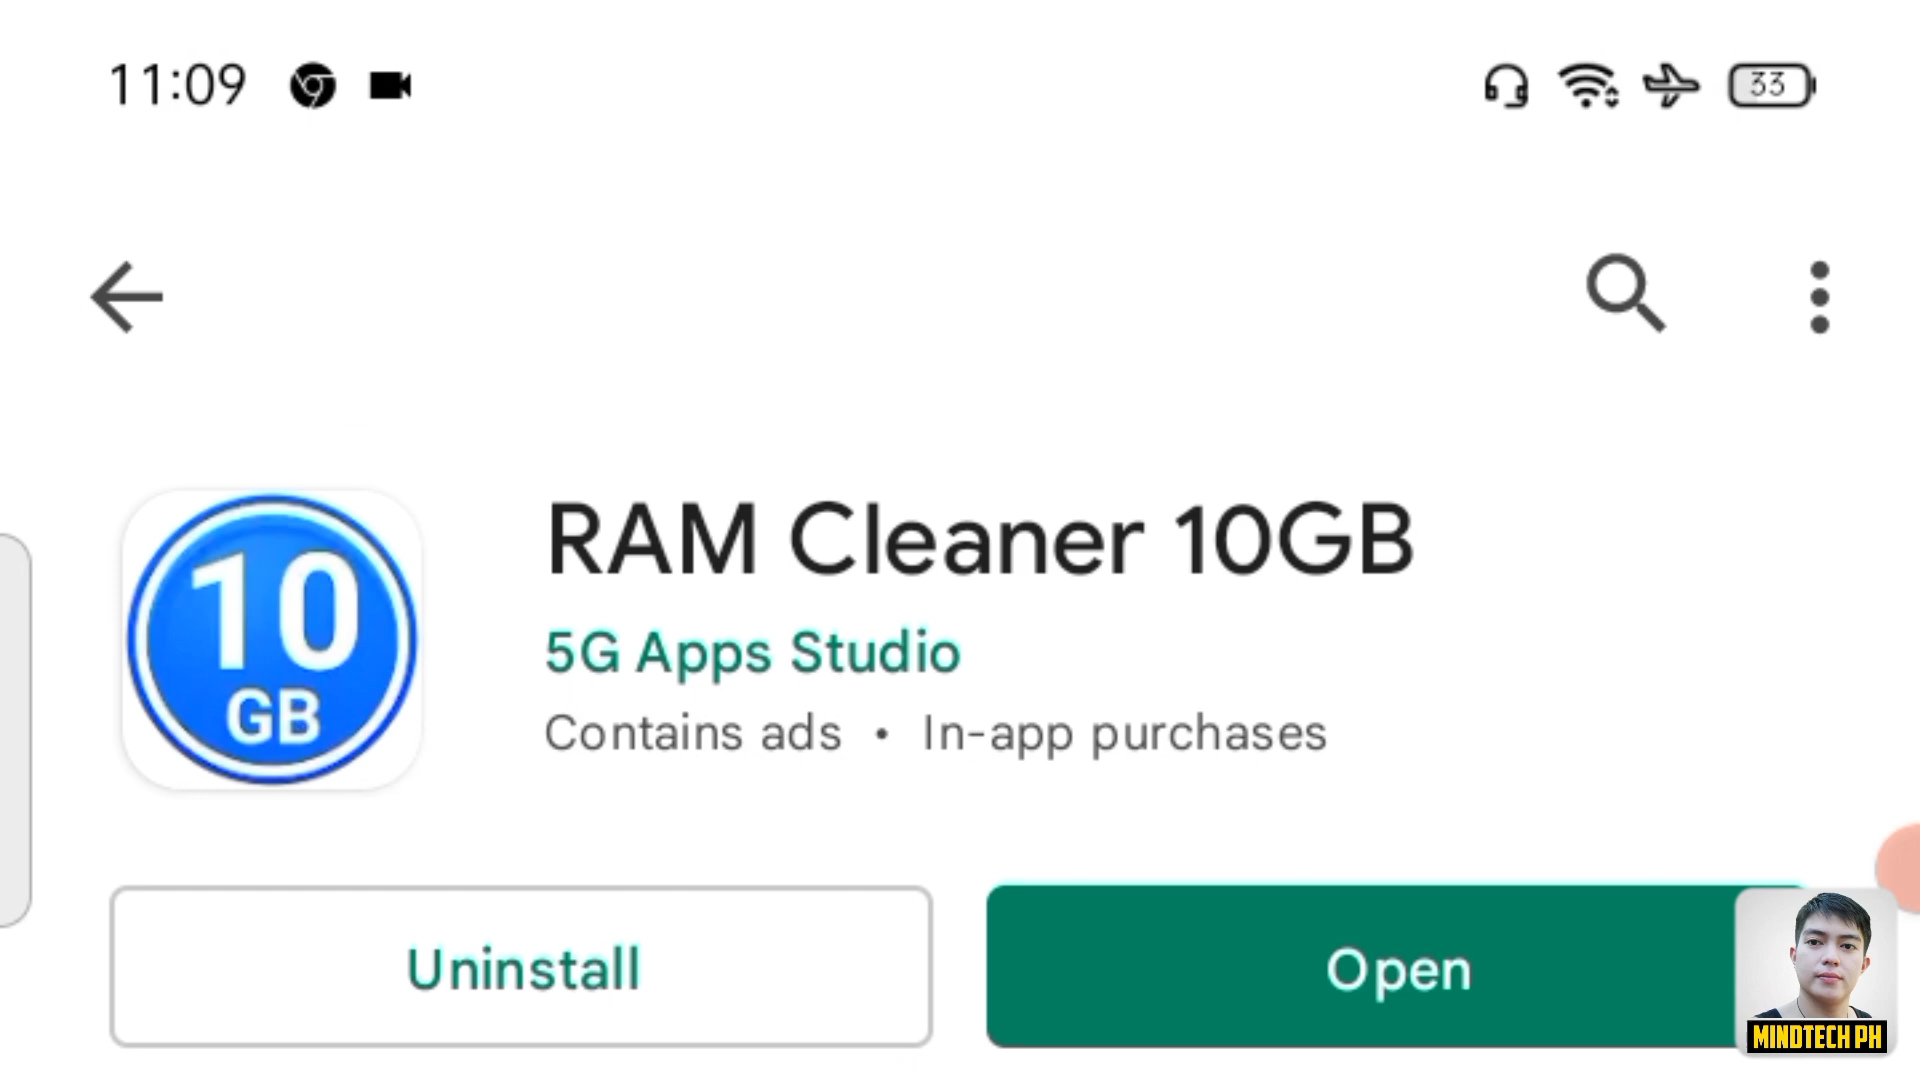 11:09
33
RAM Cleaner 10GB
10
GB
5G Apps Studio
Contains ads • In-app purchases
Uninstall
Open
MINDTECH PH